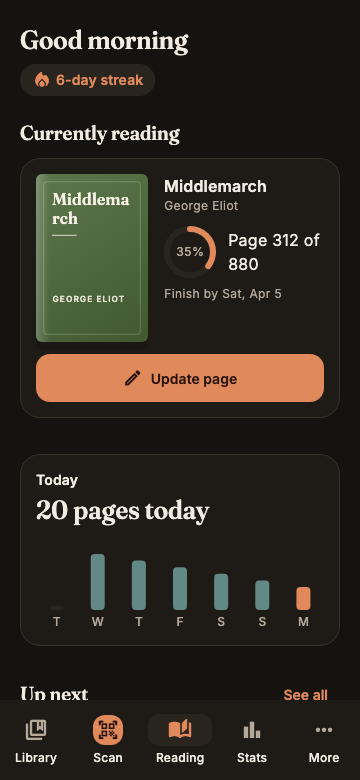 Good morning
6-day streak
Currently reading
Middlema
rch
GEORGE ELIOT
Middlemarch
George Eliot
35%
Page 312 of
880
Finish by Sat, Apr 5
Update page
Today
20 pages today
T W T F S S M
Up next
See all
Library
Scan
Reading
Stats
More